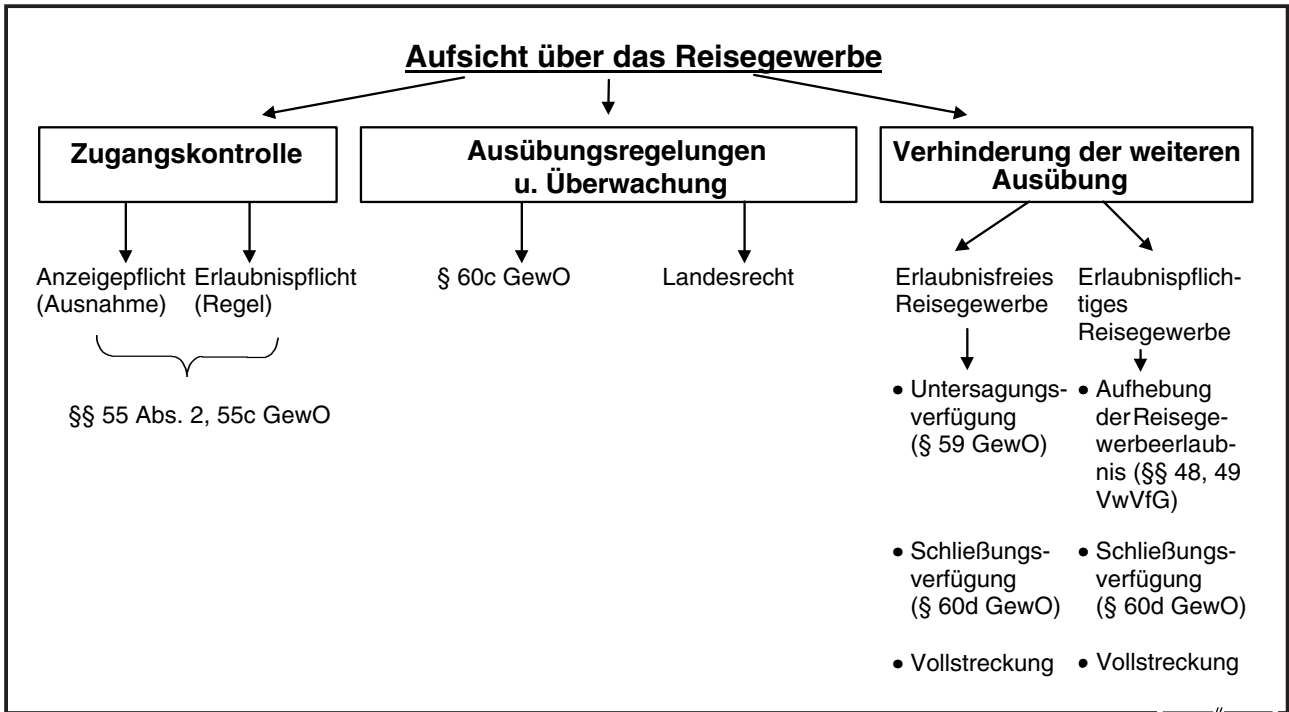 Aufsicht über das Reisegewerbe
Zugangskontrolle
Anzeigepflicht
(Ausnahme)
Erlaubnispflicht
(Regel)
§§ 55 Abs. 2, 55c GewO
Ausübungsregelungen
u. Überwachung
§ 60c GewO
Landesrecht
Verhinderung der weiteren
Ausübung
Erlaubnisfreies
Reisegewerbe
• Untersagungs-
verfügung
(§ 59 GewO)
• Schließungs-
verfügung
(§ 60d GewO)
• Vollstreckung
Erlaubnispflich-
tiges
Reisegewerbe
• Aufhebung
der Reisege-
werbeerlaub-
nis (§§ 48, 49
VwVfG)
• Schließungs-
verfügung
(§ 60d GewO)
• Vollstreckung